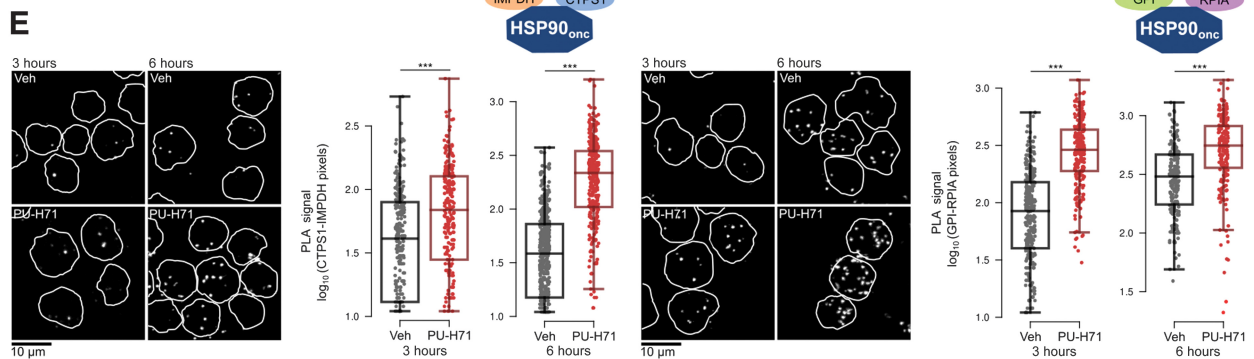 E
IMPDH CTPS1
HSP90onc
GPI RPIA
HSP90onc
3 hours 6 hours
Veh Veh
PU-H71 PU-H71
10 µm
PLA signal
log10(CTPS1-IMPDH pixels)
***
2.5
2.0
1.5
1.0
Veh PU-H71
3 hours
***
3.0
2.5
2.0
1.5
1.0
Veh PU-H71
6 hours
3 hours 6 hours
Veh Veh
PU-H71 PU-H71
10 µm
PLA signal
log10(GPI-RPIA pixels)
***
3.0
2.5
2.0
1.5
1.0
Veh PU-H71
3 hours
***
3.0
2.5
2.0
1.5
Veh PU-H71
6 hours